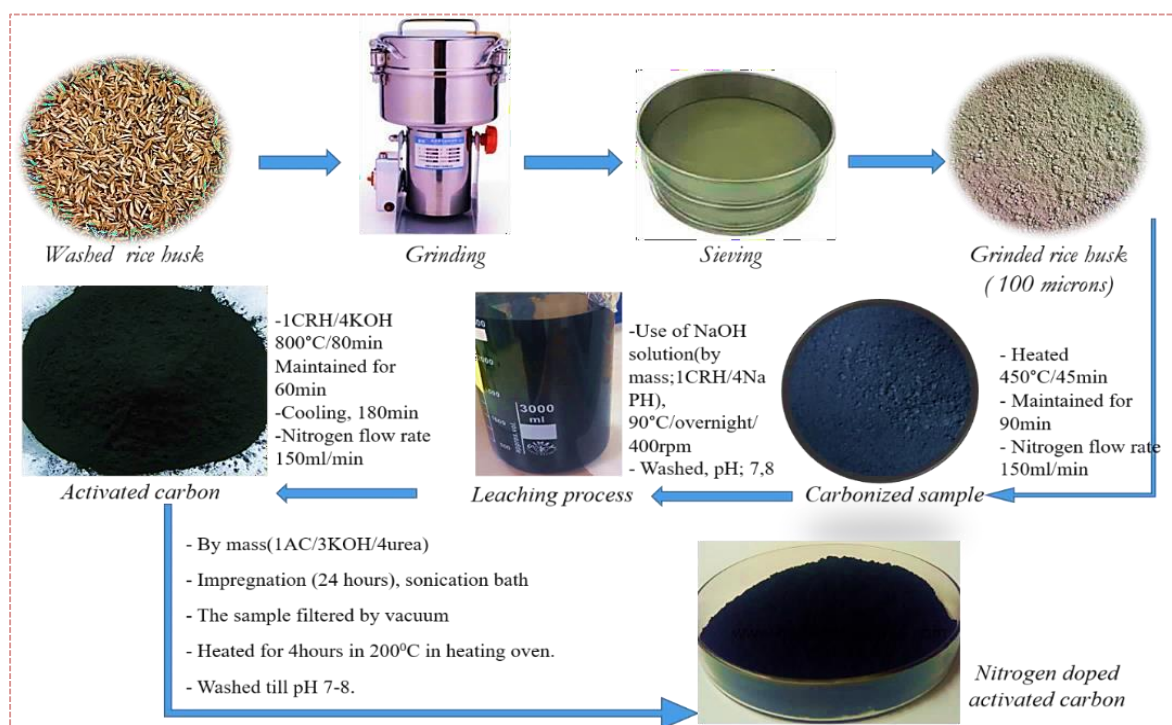 Washed rice husk
Grinding
Sieving
Grinded rice husk
( 100 microns)
-1CRH/4KOH
800°C/80min
Maintained for
60min
-Cooling, 180min
-Nitrogen flow rate
150ml/min
3000
ml
-Use of NaOH
solution(by
mass;1CRH/4Na
PH),
90°C/overnight/
400rpm
- Washed, pH; 7,8
- Heated
450°C/45min
- Maintained for
90min
- Nitrogen flow rate
150ml/min
Activated carbon
Leaching process
Carbonized sample
- By mass(1AC/3KOH/4urea)
- Impregnation (24 hours), sonication bath
- The sample filtered by vacuum
- Heated for 4hours in 200⁰C in heating oven.
- Washed till pH 7-8.
Nitrogen doped
activated carbon